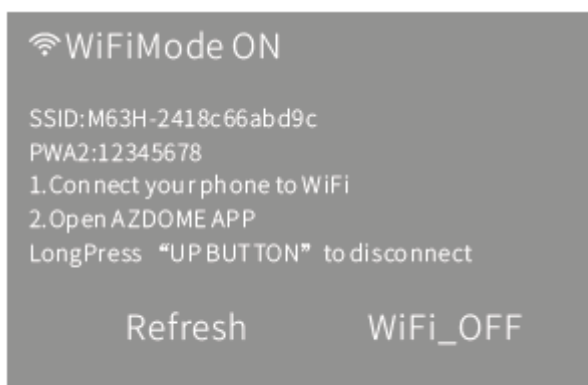 WiFiMode ON
SSID:M63H-2418c66abd9c
PWA2:12345678
1.Connect your phone to WiFi
2.Open AZDOME APP
LongPress “UP BUTTON” to disconnect
Refresh WiFi_OFF